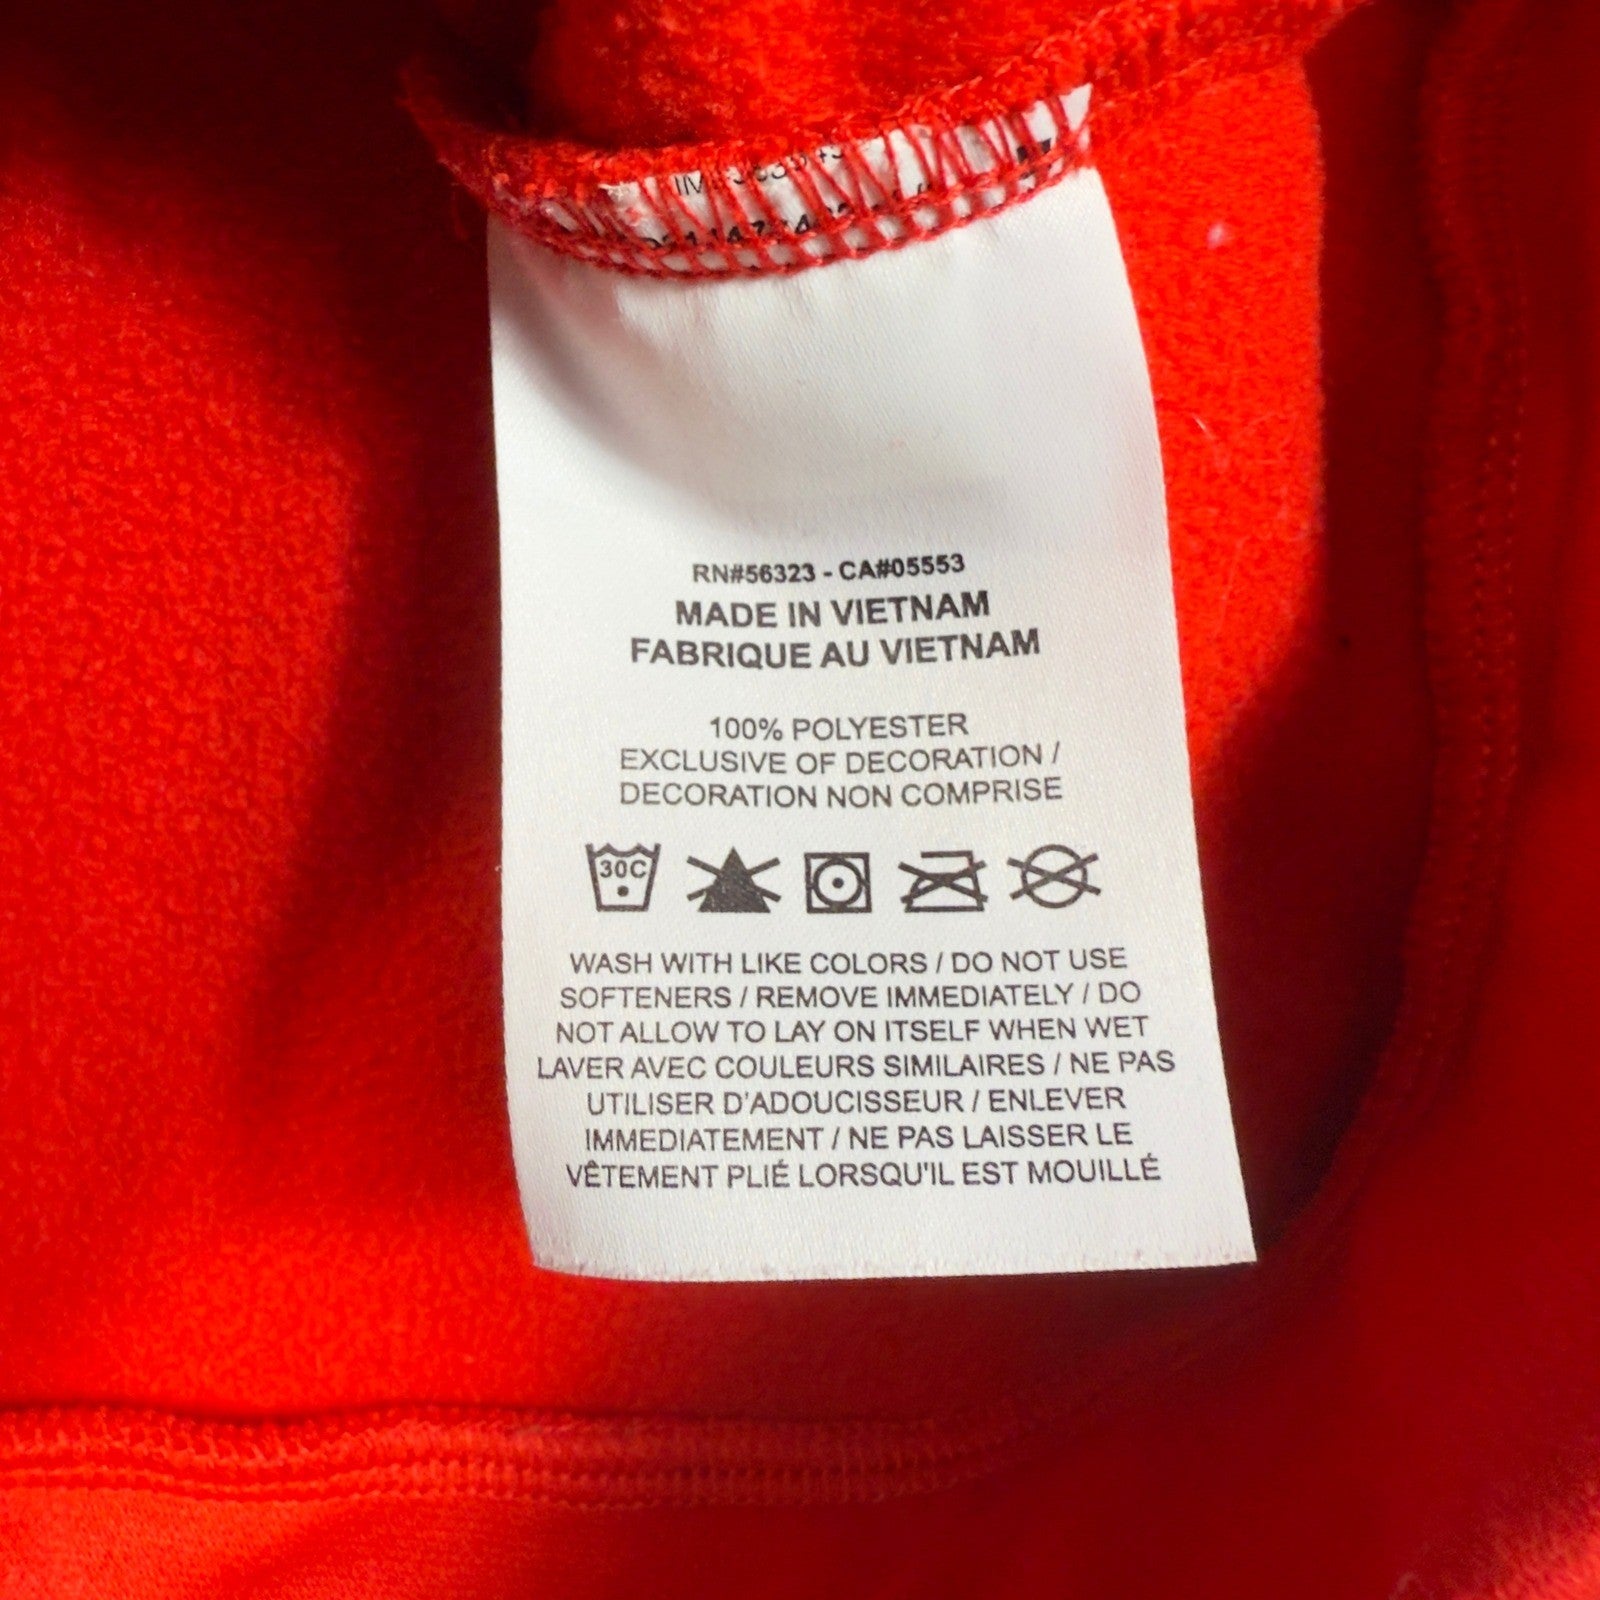 RN#56323 - CA#05553
MADE IN VIETNAM
FABRIQUE AU VIETNAM
100% POLYESTER
EXCLUSIVE OF DECORATION /
DECORATION NON COMPRISE
30C
WASH WITH LIKE COLORS / DO NOT USE
SOFTENERS / REMOVE IMMEDIATELY / DO
NOT ALLOW TO LAY ON ITSELF WHEN WET
LAVER AVEC COULEURS SIMILAIRES / NE PAS
UTILISER D'ADOUCISSEUR / ENLEVER
IMMEDIATEMENT / NE PAS LAISSER LE
VÊTEMENT PLIÉ LORSQU'IL EST MOUILLÉ